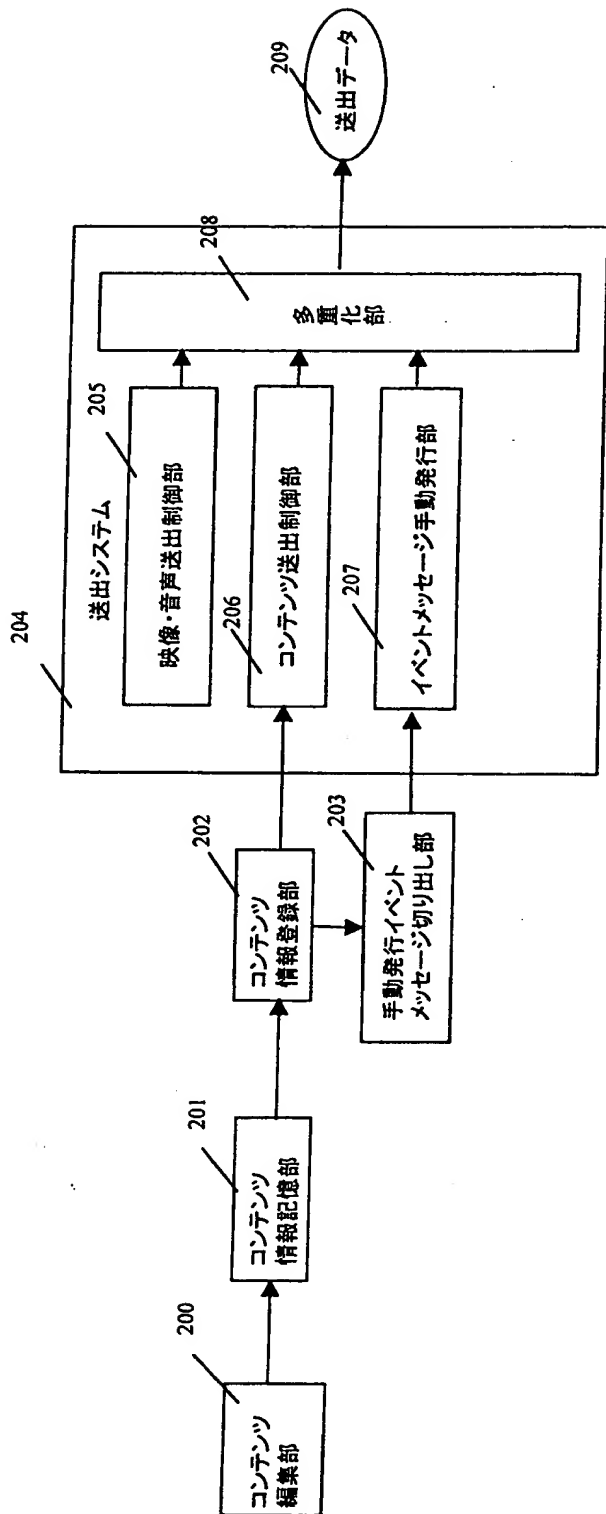 200
コンテンツ
編集部
201
コンテンツ
情報記憶部
202
コンテンツ
情報登録部
203
手動発行イベント
メッセージ切り出し部
204
送出システム
205
映像・音声送出制御部
206
コンテンツ送出制御部
207
イベントメッセージ手動発行部
208
多重化部
209
送出データ